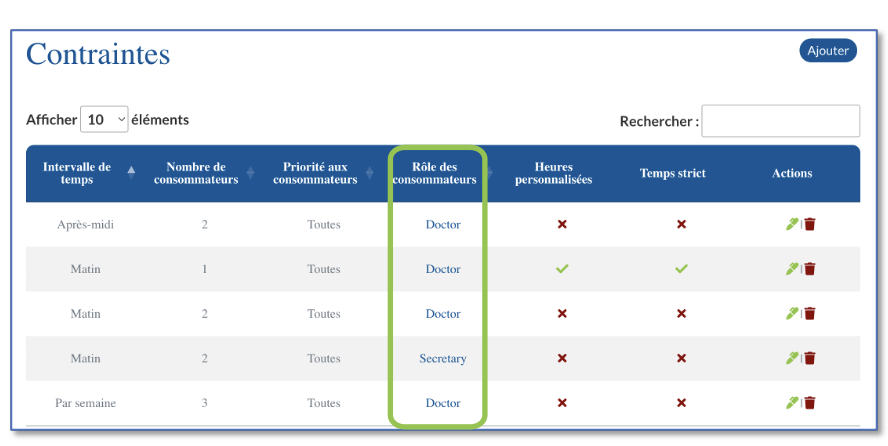 Contraintes
Ajouter
Afficher 10 éléments
Rechercher :
Intervalle de temps Nombre de consommateurs Priorité aux consommateurs Rôle des consommateurs Heures personnalisées Temps strict Actions
Après-midi 2 Toutes Doctor
Matin 1 Toutes Doctor
Matin 2 Toutes Doctor
Matin 2 Toutes Secretary
Par semaine 3 Toutes Doctor